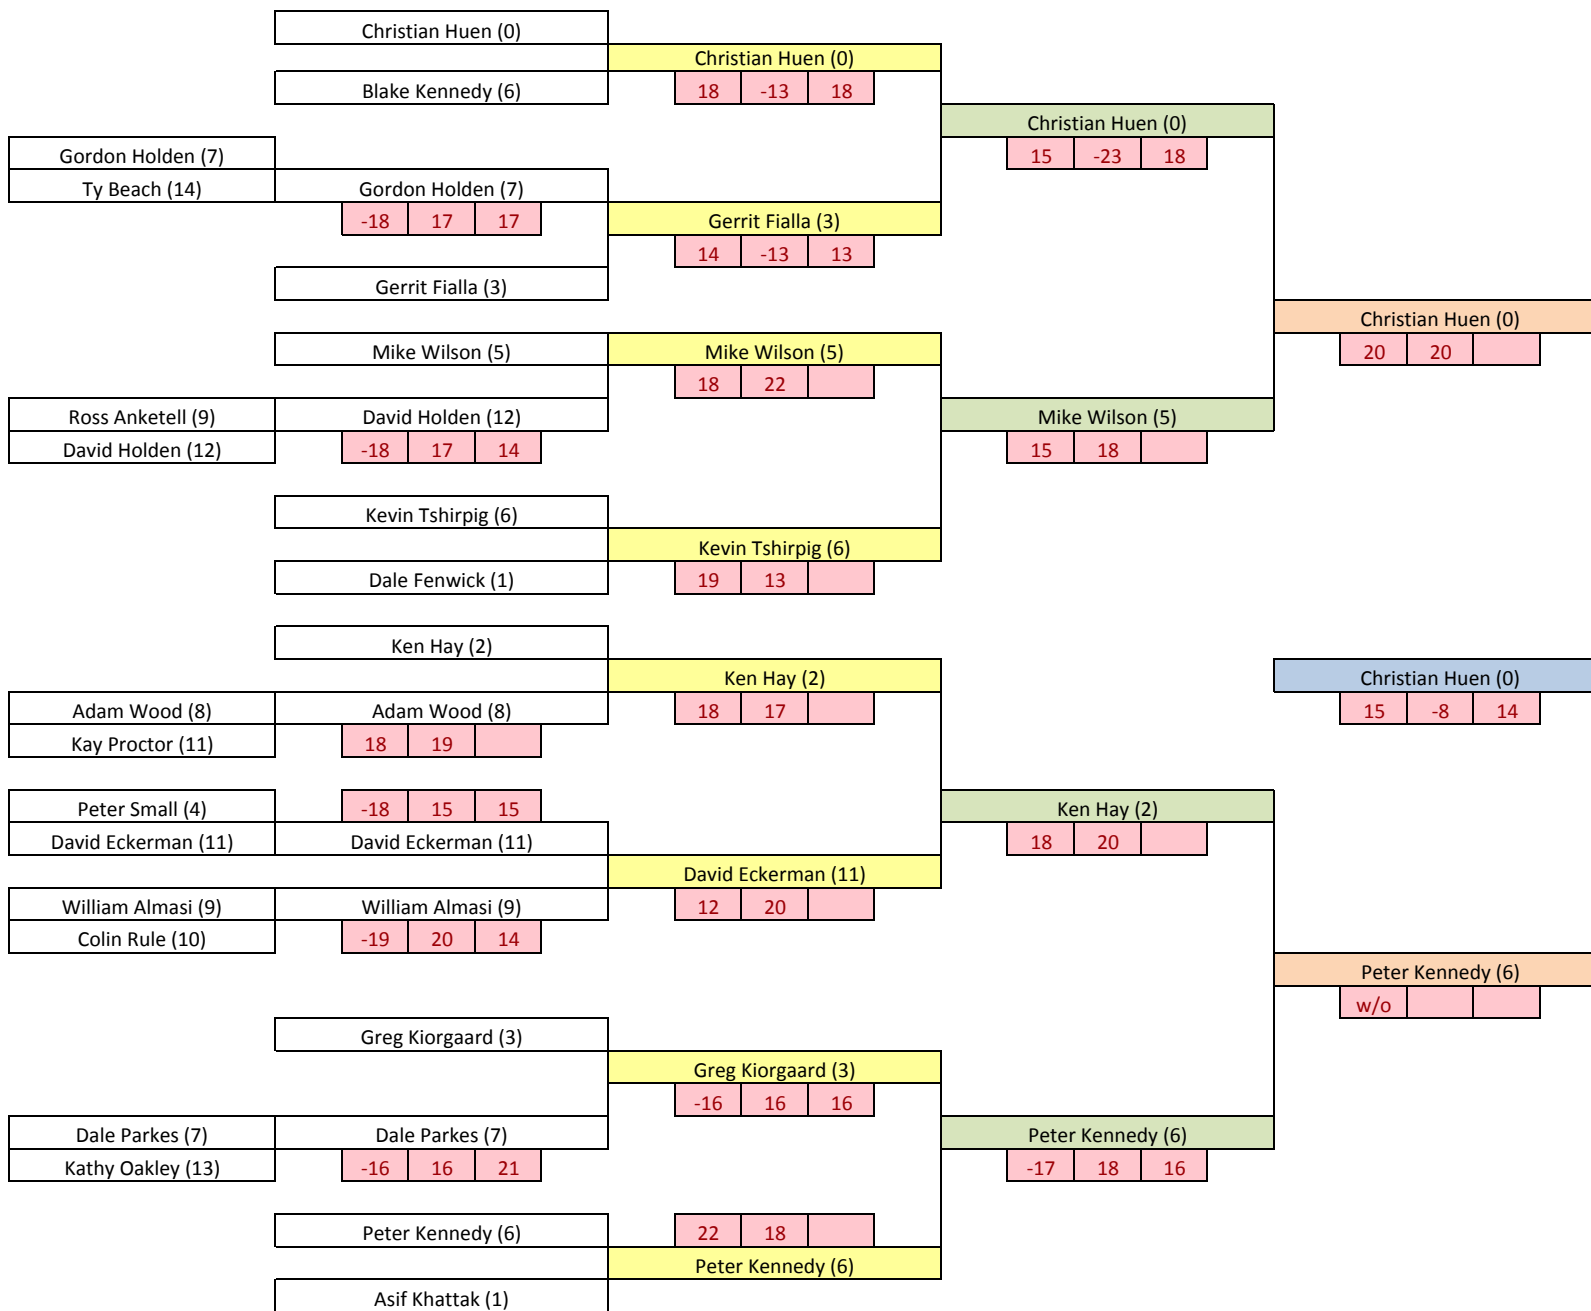 Christian Huen (0)
Christian Huen (0)
Blake Kennedy (6)
18 -13 18
Christian Huen (0)
Gordon Holden (7)
15 -23 18
Ty Beach (14)
Gordon Holden (7)
-18 17 17
Gerrit Fialla (3)
14 -13 13
Gerrit Fialla (3)
Christian Huen (0)
Mike Wilson (5)
Mike Wilson (5)
20 20
18 22
Ross Anketell (9)
David Holden (12)
Mike Wilson (5)
David Holden (12)
-18 17 14
15 18
Kevin Tshirpig (6)
Kevin Tshirpig (6)
Dale Fenwick (1)
19 13
Ken Hay (2)
Ken Hay (2)
Christian Huen (0)
Adam Wood (8)
Adam Wood (8)
18 17
15 -8 14
Kay Proctor (11)
18 19
Peter Small (4)
-18 15 15
Ken Hay (2)
David Eckerman (11)
David Eckerman (11)
18 20
David Eckerman (11)
William Almasi (9)
William Almasi (9)
12 20
Colin Rule (10)
-19 20 14
Peter Kennedy (6)
w/o
Greg Kiorgaard (3)
Greg Kiorgaard (3)
-16 16 16
Dale Parkes (7)
Dale Parkes (7)
Peter Kennedy (6)
Kathy Oakley (13)
-16 16 21
-17 18 16
Peter Kennedy (6)
22 18
Peter Kennedy (6)
Asif Khattak (1)